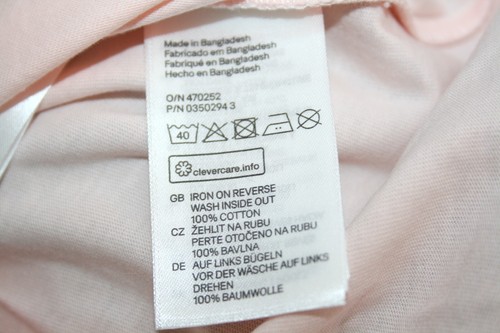 Made in Bangladesh
Fabricado em Bangladesh
Fabriqué en Bangladesh
Hecho en Bangladesh
O/N 470252
P/N 0350294 3
40
clevercare.info
GB IRON ON REVERSE
WASH INSIDE OUT
100% COTTON
CZ ŽEHLIT NA RUBU
PERTE OTOČENO NA RUBU
100% BAVLNA
DE AUF LINKS BÜGELN
VOR DER WÄSCHE AUF LINKS
DREHEN
100% BAUMWOLLE